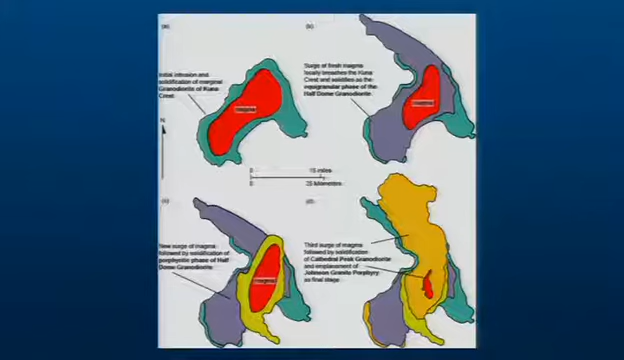 (a)
Initial intrusion and
solidification of marginal
Granodiorite of Kuna
Crest
magma
N
(b)
Surge of fresh magma
locally breaches the Kuna
Crest and solidifies as the
equigranular phase of the
Half Dome Granodiorite
magma
0 15 miles
0 25 kilometres
(c)
New surge of magma
followed by solidification of
porphyritic phase of Half
Dome Granodiorite
magma
(d)
Third surge of magma
followed by solidification
of Cathedral Peak Granodiorite
and emplacement of
Johnson Granite Porphyry
as final stage